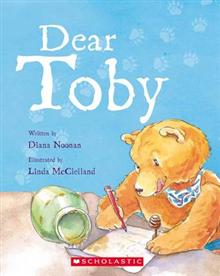 Dear
Toby
Written by
Diana Noonan
Illustrated by
Linda McClelland
SCHOLASTIC